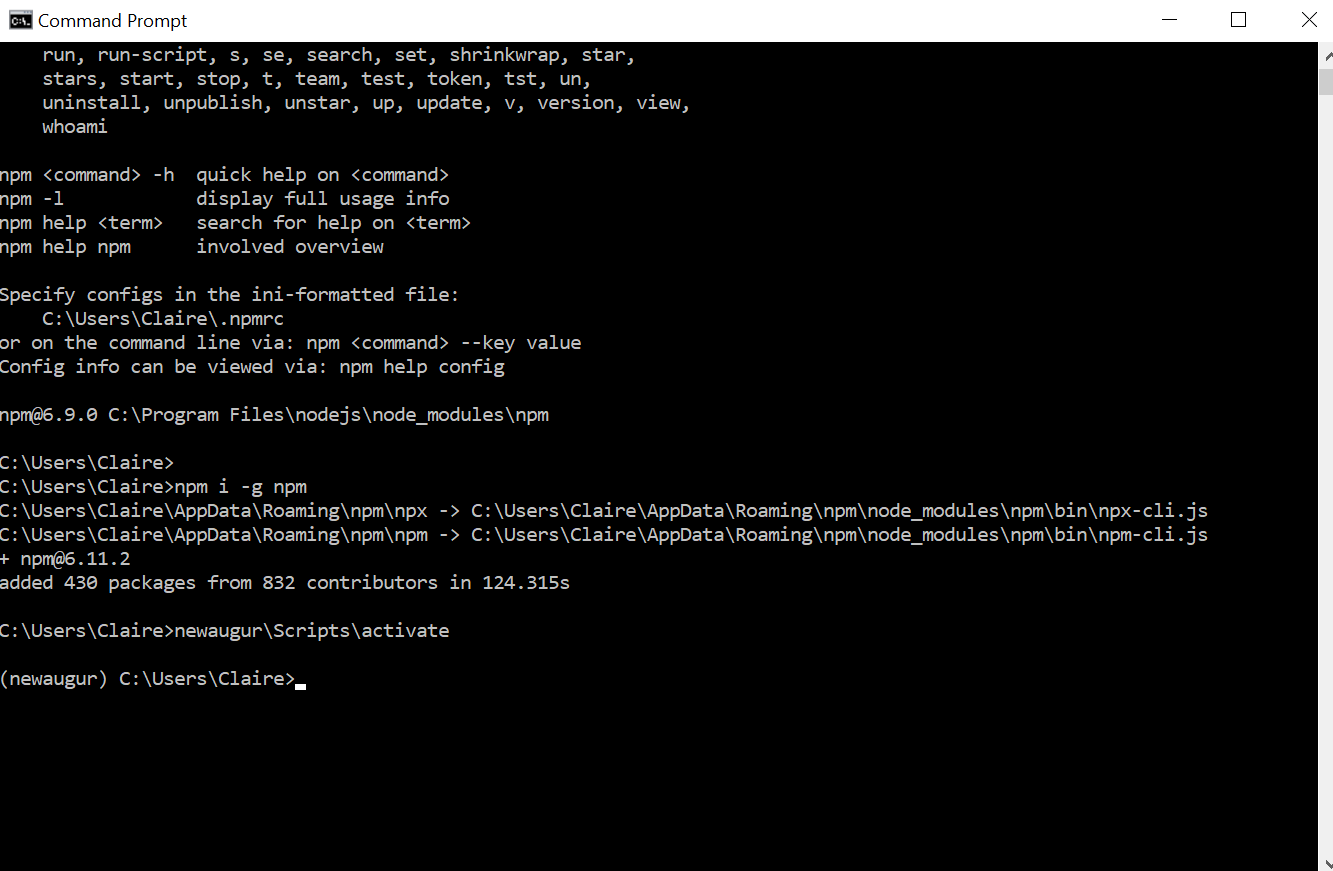 Command Prompt
run, run-script, s, se, search, set, shrinkwrap, star,
stars, start, stop, t, team, test, token, tst, un,
uninstall, unpublish, unstar, up, update, v, version, view,
whoami
npm <command> -h  quick help on <command>
npm -l            display full usage info
npm help <term>   search for help on <term>
npm help npm      involved overview
Specify configs in the ini-formatted file:
C:\Users\Claire\.npmrc
or on the command line via: npm <command> --key value
Config info can be viewed via: npm help config
npm@6.9.0 C:\Program Files\nodejs\node_modules\npm
C:\Users\Claire>
C:\Users\Claire>npm i -g npm
C:\Users\Claire\AppData\Roaming\npm\npx -> C:\Users\Claire\AppData\Roaming\npm\node_modules\npm\bin\npx-cli.js
C:\Users\Claire\AppData\Roaming\npm\npm -> C:\Users\Claire\AppData\Roaming\npm\node_modules\npm\bin\npm-cli.js
+ npm@6.11.2
added 430 packages from 832 contributors in 124.315s
C:\Users\Claire>newaugur\Scripts\activate
(newaugur) C:\Users\Claire>